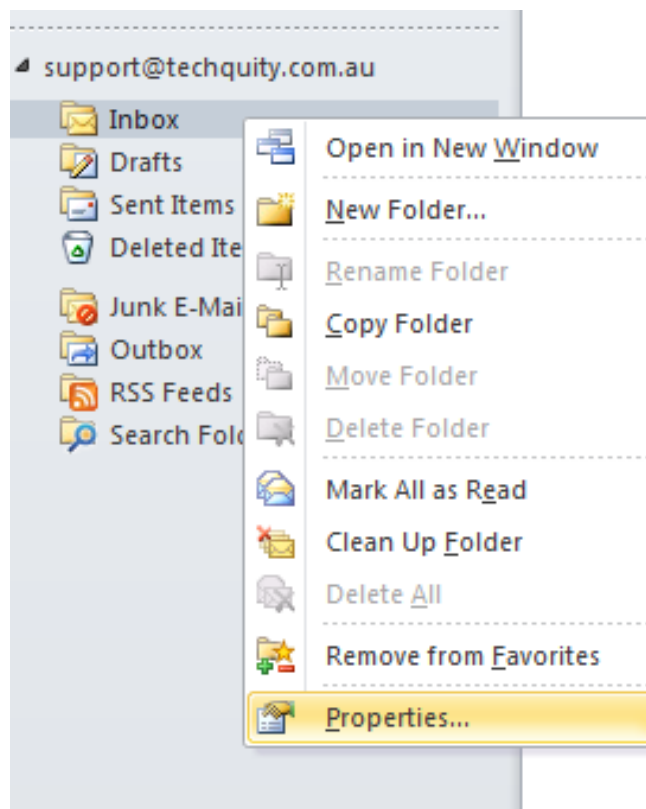 support@techquity.com.au
Inbox
Drafts
Sent Items
Deleted Ite
Junk E-Mai
Outbox
RSS Feeds
Search Fol
Open in New Window
New Folder...
Rename Folder
Copy Folder
Move Folder
Delete Folder
Mark All as Read
Clean Up Folder
Delete All
Remove from Favorites
Properties...